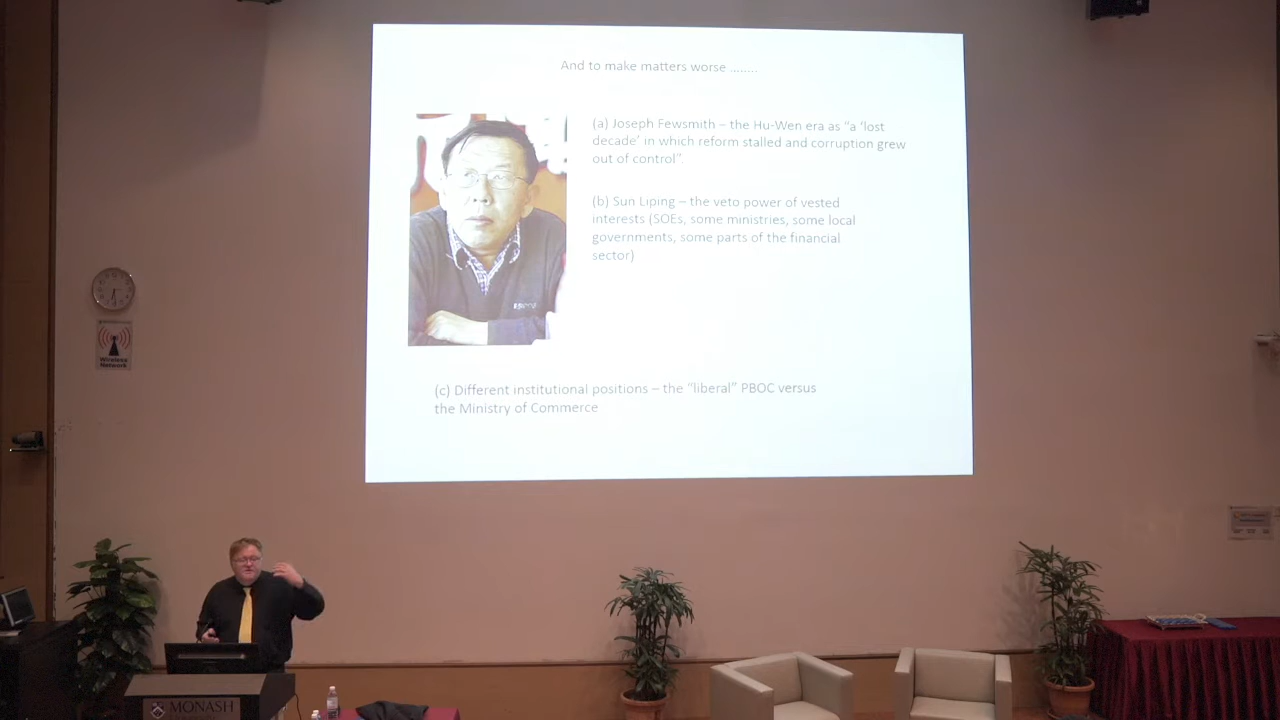 And to make matters worse ........
(a) Joseph Fewsmith – the Hu-Wen era as “a ‘lost
decade’ in which reform stalled and corruption grew
out of control”.
(b) Sun Liping – the veto power of vested
interests (SOEs, some ministries, some local
governments, some parts of the financial
sector)
(c) Different institutional positions – the “liberal” PBOC versus
the Ministry of Commerce
Wireless
Network
MONASH